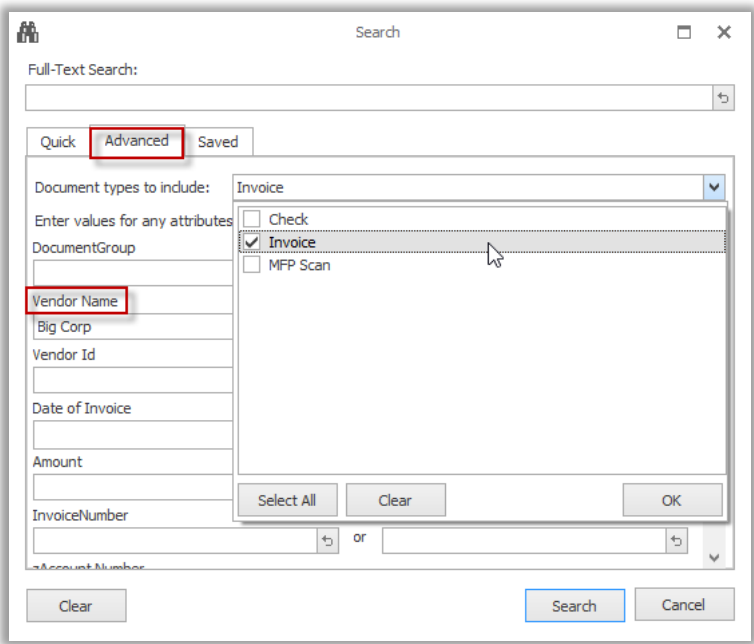 Search
Full-Text Search:
Quick Advanced Saved
Document types to include: Invoice
Enter values for any attributes
Check
Invoice
MFP Scan
DocumentGroup
Vendor Name
Big Corp
Vendor Id
Date of Invoice
Amount
Select All Clear OK
InvoiceNumber
or
zAccount Number
Clear Search Cancel